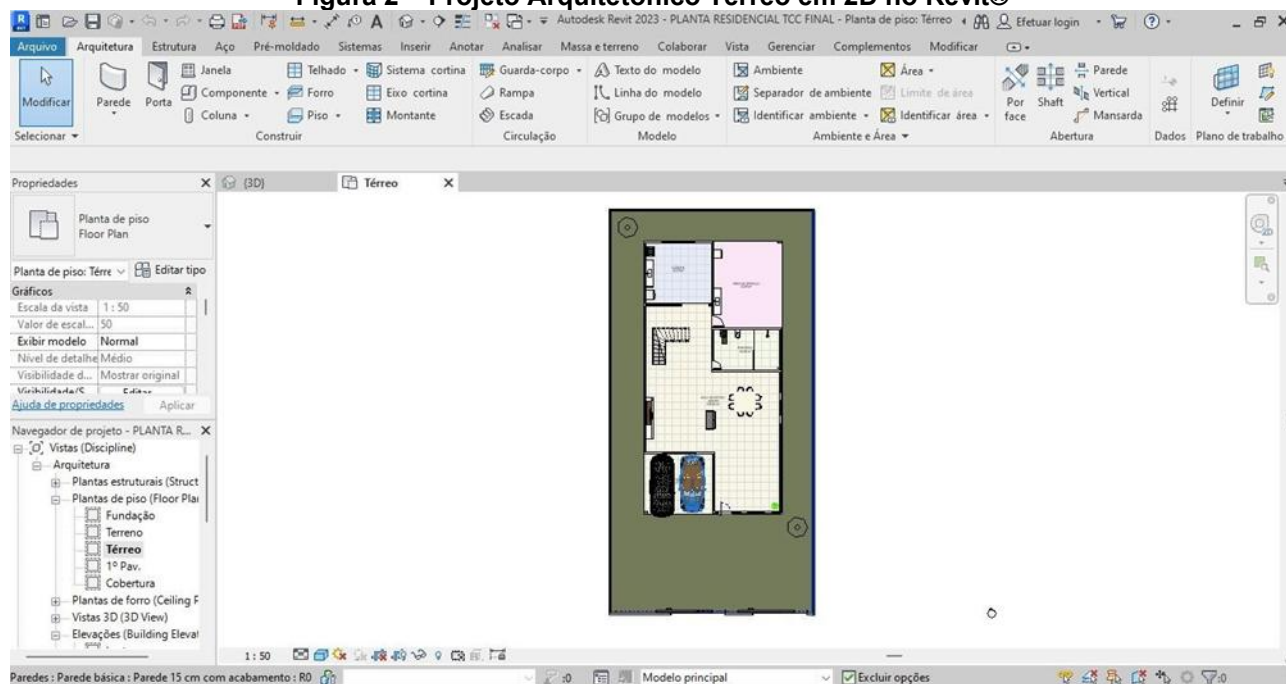 Figura 2 – Projeto Arquitetônico Térreo em 2D no Revit®
Autodesk Revit 2023 - PLANTA RESIDENCIAL TCC FINAL - Planta de piso: Térreo
Efetuar login
Arquivo Arquitetura Estrutura Aço Pré-moldado Sistemas Inserir Anotar Analisar Massa e terreno Colaborar Vista Gerenciar Complementos Modificar
Modificar
Selecionar
Parede
Porta
Janela
Componente
Coluna
Telhado
Forro
Piso
Sistema cortina
Eixo cortina
Montante
Construir
Guarda-corpo
Rampa
Escada
Circulação
Texto do modelo
Linha do modelo
Grupo de modelos
Modelo
Ambiente
Separador de ambiente
Identificar ambiente
Área
Limite de área
Identificar área
Ambiente e Área
Por face
Shaft
Parede
Vertical
Mansarda
Abertura
Dados
Definir
Plano de trabalho
Propriedades
{3D}
Térreo
Planta de piso
Floor Plan
Planta de piso: Térre
Editar tipo
Gráficos
Escala da vista 1 : 50
Valor de escal... 50
Exibir modelo Normal
Nível de detalhe Médio
Visibilidade d... Mostrar original
Visibilidade/S Editar
Ajuda de propriedades Aplicar
Navegador de projeto - PLANTA R...
Vistas (Discipline)
Arquitetura
Plantas estruturais (Struct
Plantas de piso (Floor Plan
Fundação
Terreno
Térreo
1º Pav.
Cobertura
Plantas de forro (Ceiling P
Vistas 3D (3D View)
Elevações (Building Elevat
1 : 50
Paredes : Parede básica : Parede 15 cm com acabamento : R0
:0
Modelo principal
Excluir opções
:0